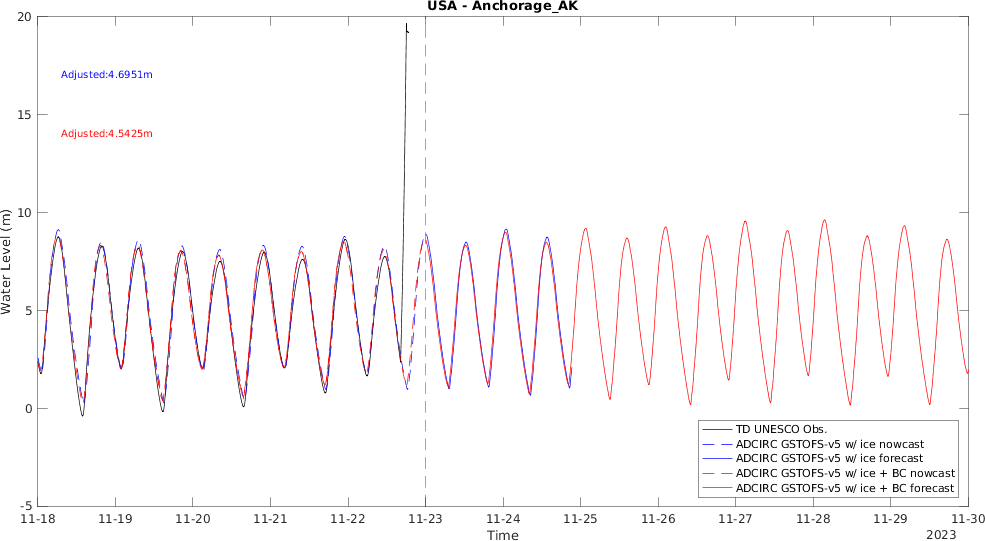 USA - Anchorage_AK
20
Adjusted:4.6951m
15
Adjusted:4.5425m
10
Water Level (m)
5
0
TD UNESCO Obs.
ADCIRC GSTOFS-v5 w/ ice nowcast
ADCIRC GSTOFS-v5 w/ ice forecast
ADCIRC GSTOFS-v5 w/ ice + BC nowcast
ADCIRC GSTOFS-v5 w/ ice + BC forecast
-5
11-18 11-19 11-20 11-21 11-22 11-23 11-24 11-25 11-26 11-27 11-28 11-29 11-30
Time
2023